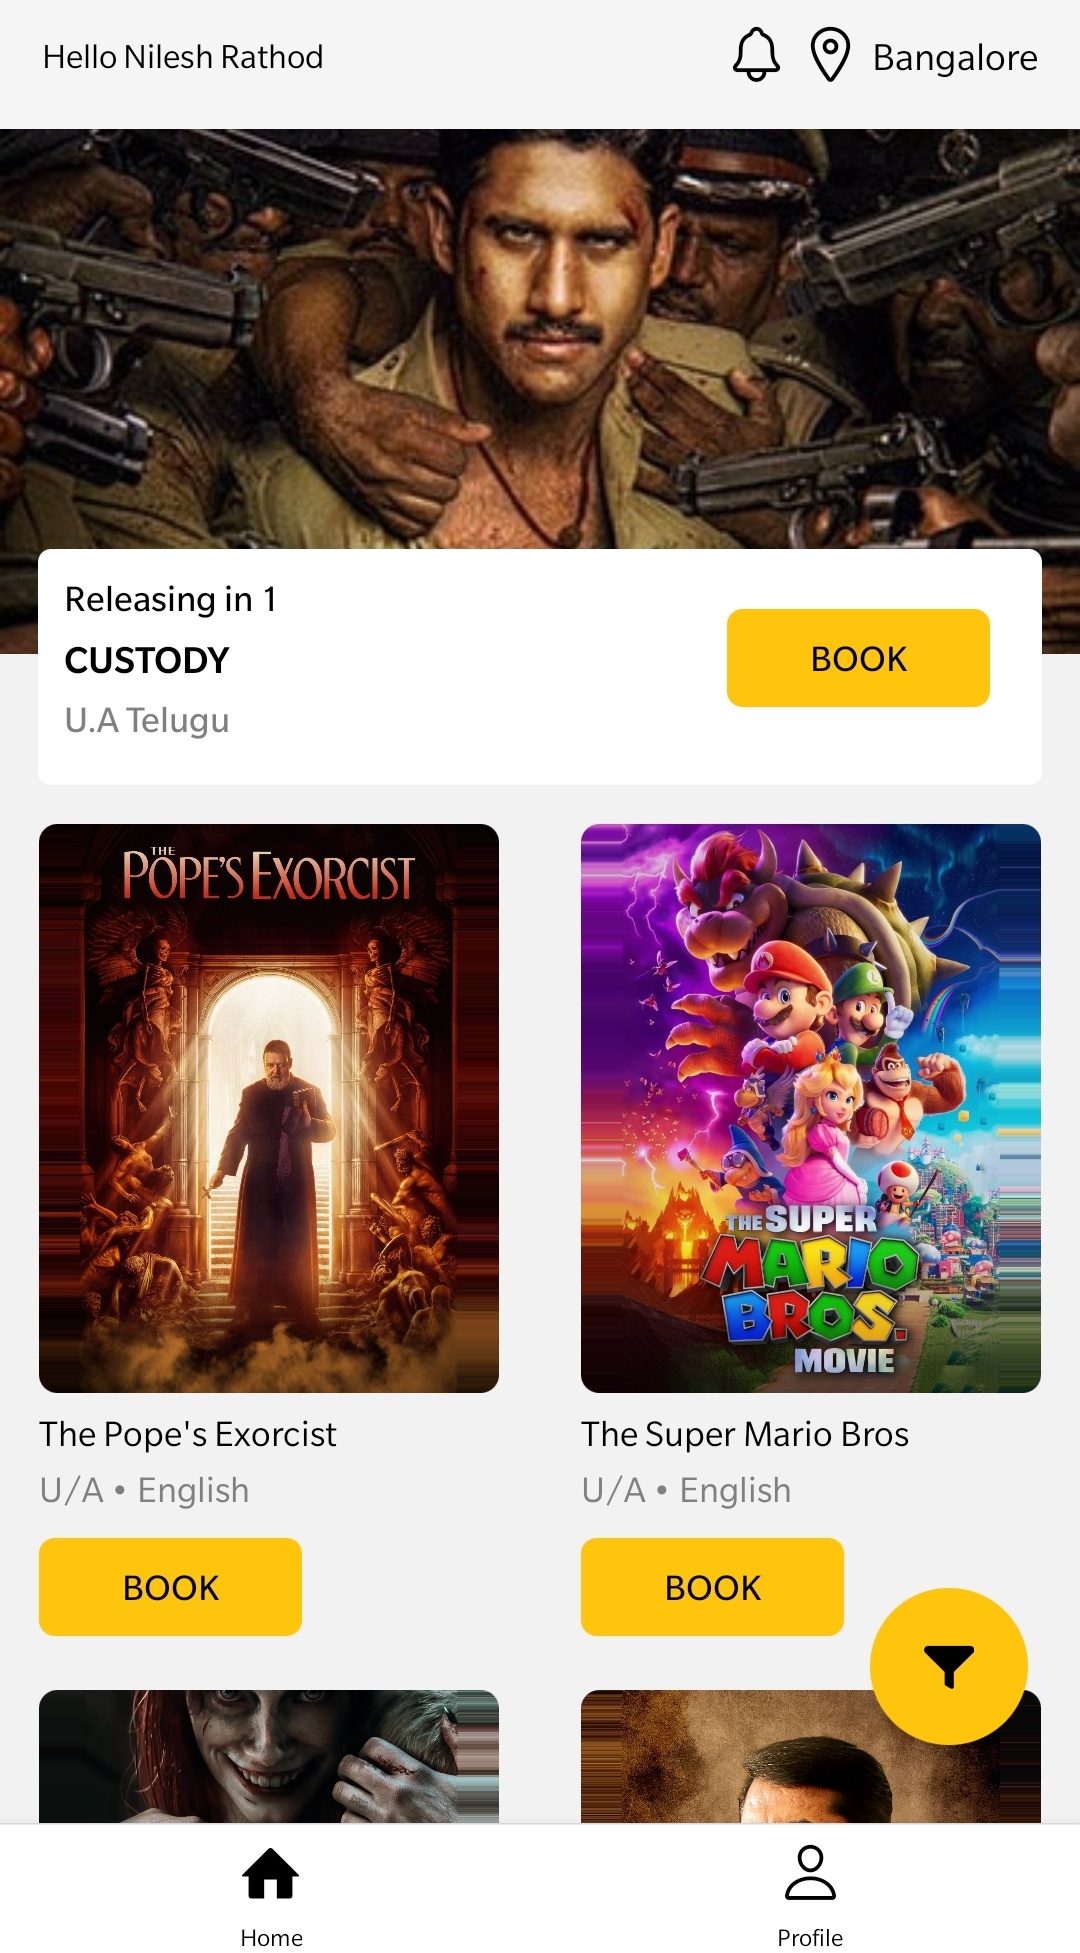 Hello Nilesh Rathod
Bangalore
Releasing in 1
CUSTODY
U.A Telugu
BOOK
THE
POPE'S EXORCIST
THE SUPER
MARIO
BROS.
MOVIE
The Pope's Exorcist
U/A • English
BOOK
The Super Mario Bros
U/A • English
BOOK
Home
Profile